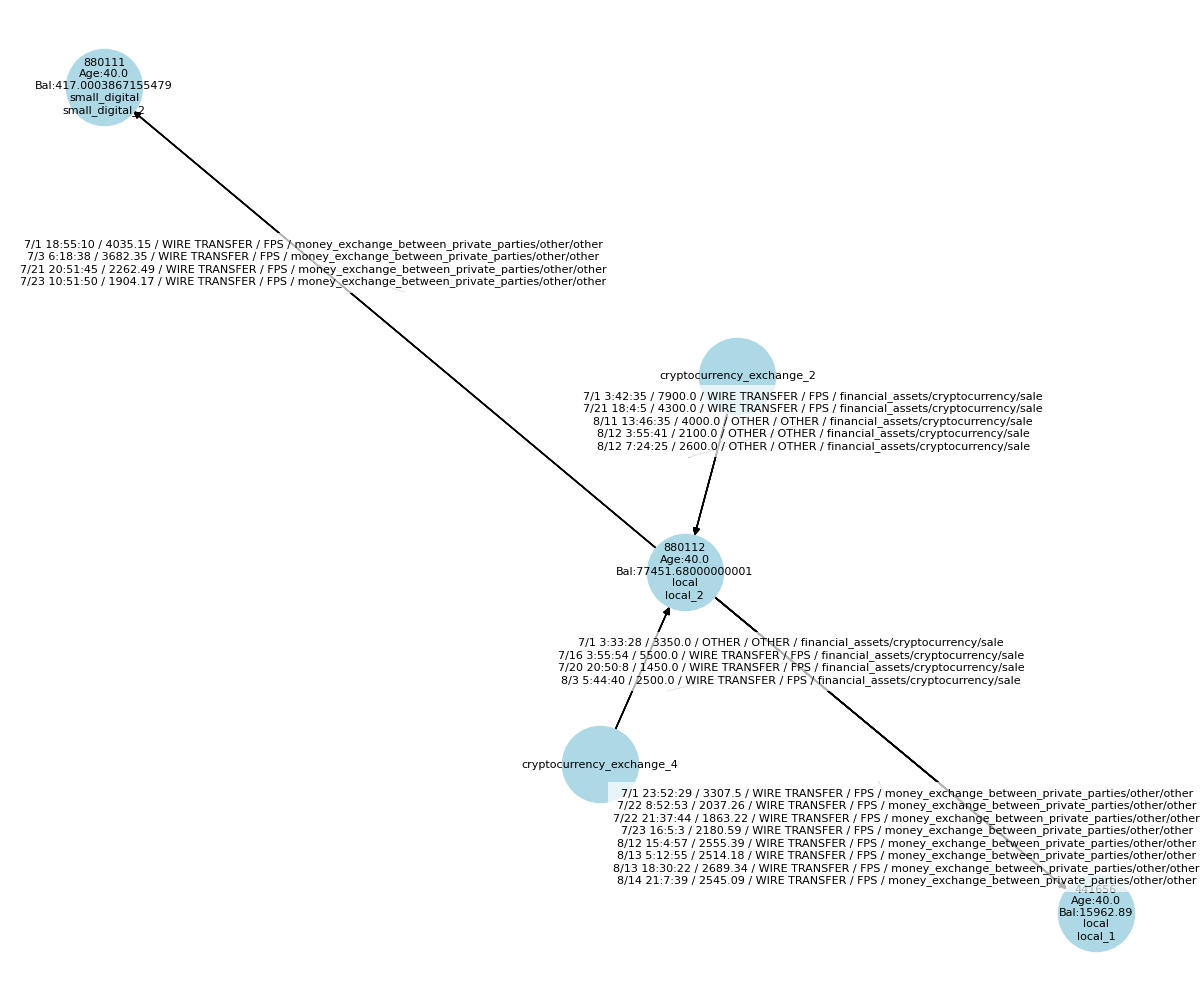 880111
Age:40.0
Bal:417.0003867155479
small_digital
small_digital_2
7/1 18:55:10 / 4035.15 / WIRE TRANSFER / FPS / money_exchange_between_private_parties/other/other
7/3 6:18:38 / 3682.35 / WIRE TRANSFER / FPS / money_exchange_between_private_parties/other/other
7/21 20:51:45 / 2262.49 / WIRE TRANSFER / FPS / money_exchange_between_private_parties/other/other
7/23 10:51:50 / 1904.17 / WIRE TRANSFER / FPS / money_exchange_between_private_parties/other/other
cryptocurrency_exchange_2
7/1 3:42:35 / 7900.0 / WIRE TRANSFER / FPS / financial_assets/cryptocurrency/sale
7/21 18:4:5 / 4300.0 / WIRE TRANSFER / FPS / financial_assets/cryptocurrency/sale
8/11 13:46:35 / 4000.0 / OTHER / OTHER / financial_assets/cryptocurrency/sale
8/12 3:55:41 / 2100.0 / OTHER / OTHER / financial_assets/cryptocurrency/sale
8/12 7:24:25 / 2600.0 / OTHER / OTHER / financial_assets/cryptocurrency/sale
880112
Age:40.0
Bal:77451.68000000001
local
local_2
7/1 3:33:28 / 3350.0 / OTHER / OTHER / financial_assets/cryptocurrency/sale
7/16 3:55:54 / 5500.0 / WIRE TRANSFER / FPS / financial_assets/cryptocurrency/sale
7/20 20:50:8 / 1450.0 / WIRE TRANSFER / FPS / financial_assets/cryptocurrency/sale
8/3 5:44:40 / 2500.0 / WIRE TRANSFER / FPS / financial_assets/cryptocurrency/sale
cryptocurrency_exchange_4
7/1 23:52:29 / 3307.5 / WIRE TRANSFER / FPS / money_exchange_between_private_parties/other/other
7/22 8:52:53 / 2037.26 / WIRE TRANSFER / FPS / money_exchange_between_private_parties/other/other
7/22 21:37:44 / 1863.22 / WIRE TRANSFER / FPS / money_exchange_between_private_parties/other/other
7/23 16:5:3 / 2180.59 / WIRE TRANSFER / FPS / money_exchange_between_private_parties/other/other
8/12 15:4:57 / 2555.39 / WIRE TRANSFER / FPS / money_exchange_between_private_parties/other/other
8/13 5:12:55 / 2514.18 / WIRE TRANSFER / FPS / money_exchange_between_private_parties/other/other
8/13 18:30:22 / 2689.34 / WIRE TRANSFER / FPS / money_exchange_between_private_parties/other/other
8/14 21:7:39 / 2545.09 / WIRE TRANSFER / FPS / money_exchange_between_private_parties/other/other
441656
Age:40.0
Bal:15962.89
local
local_1